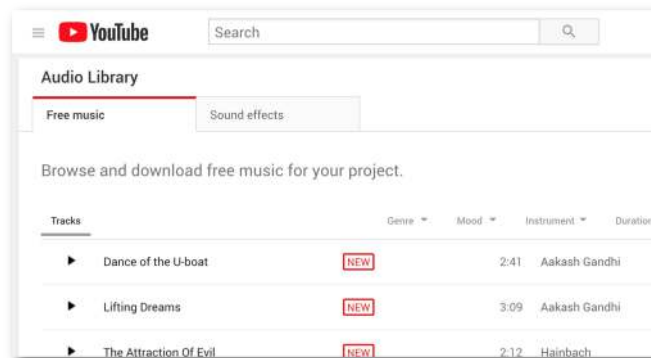 YouTube Search
Audio Library
Free music Sound effects
Browse and download free music for your project.
Tracks Genre Mood Instrument Duration
Dance of the U-boat NEW 2:41 Aakash Gandhi
Lifting Dreams NEW 3:09 Aakash Gandhi
The Attraction Of Evil NEW 2:12 Hainbach